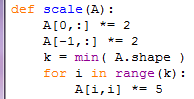 def scale(A):
    A[0,:] *= 2
    A[-1,:] *= 2
    k = min( A.shape )
    for i in range(k):
        A[i,i] *= 5